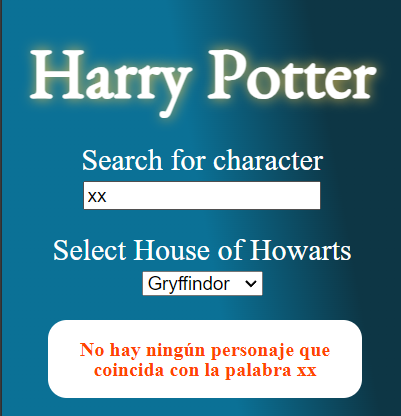 Harry Potter
Search for character
xx
Select House of Howarts
Gryffindor
No hay ningún personaje que
coincida con la palabra xx